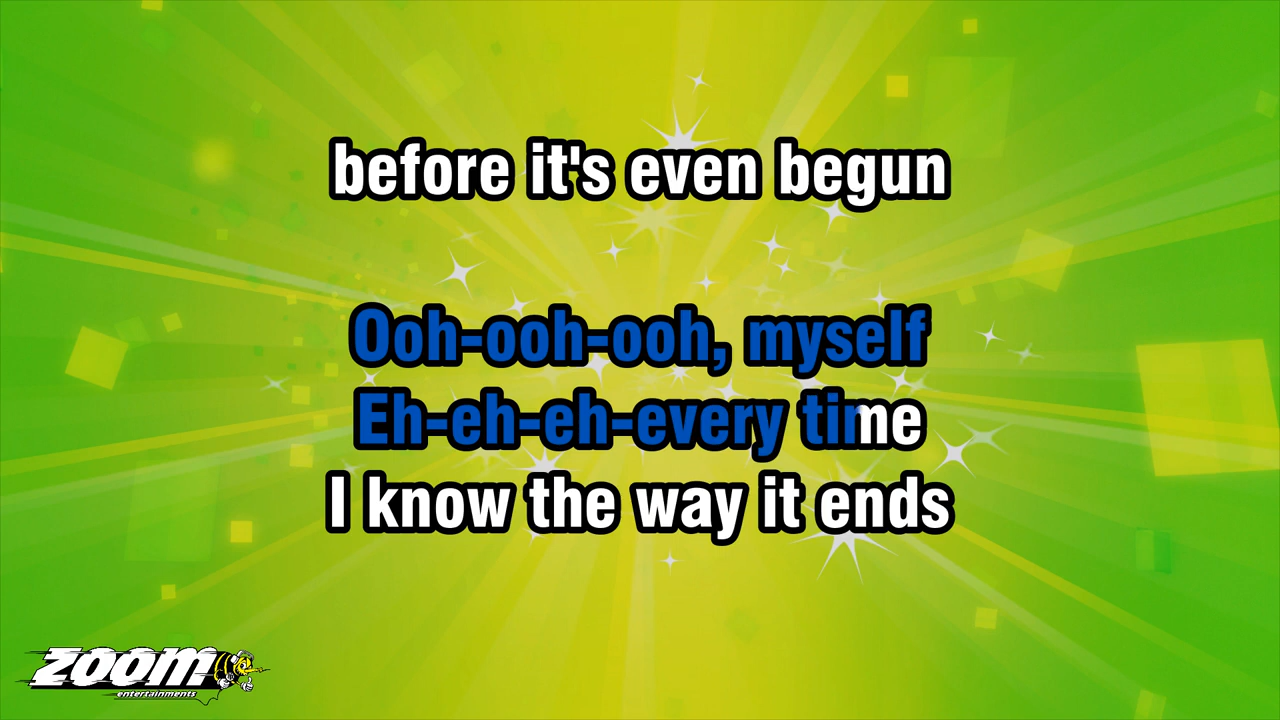 before it's even begun
Ooh-ooh-ooh, myself
Eh-eh-eh-every time
I know the way it ends
ZOOM
entertainments